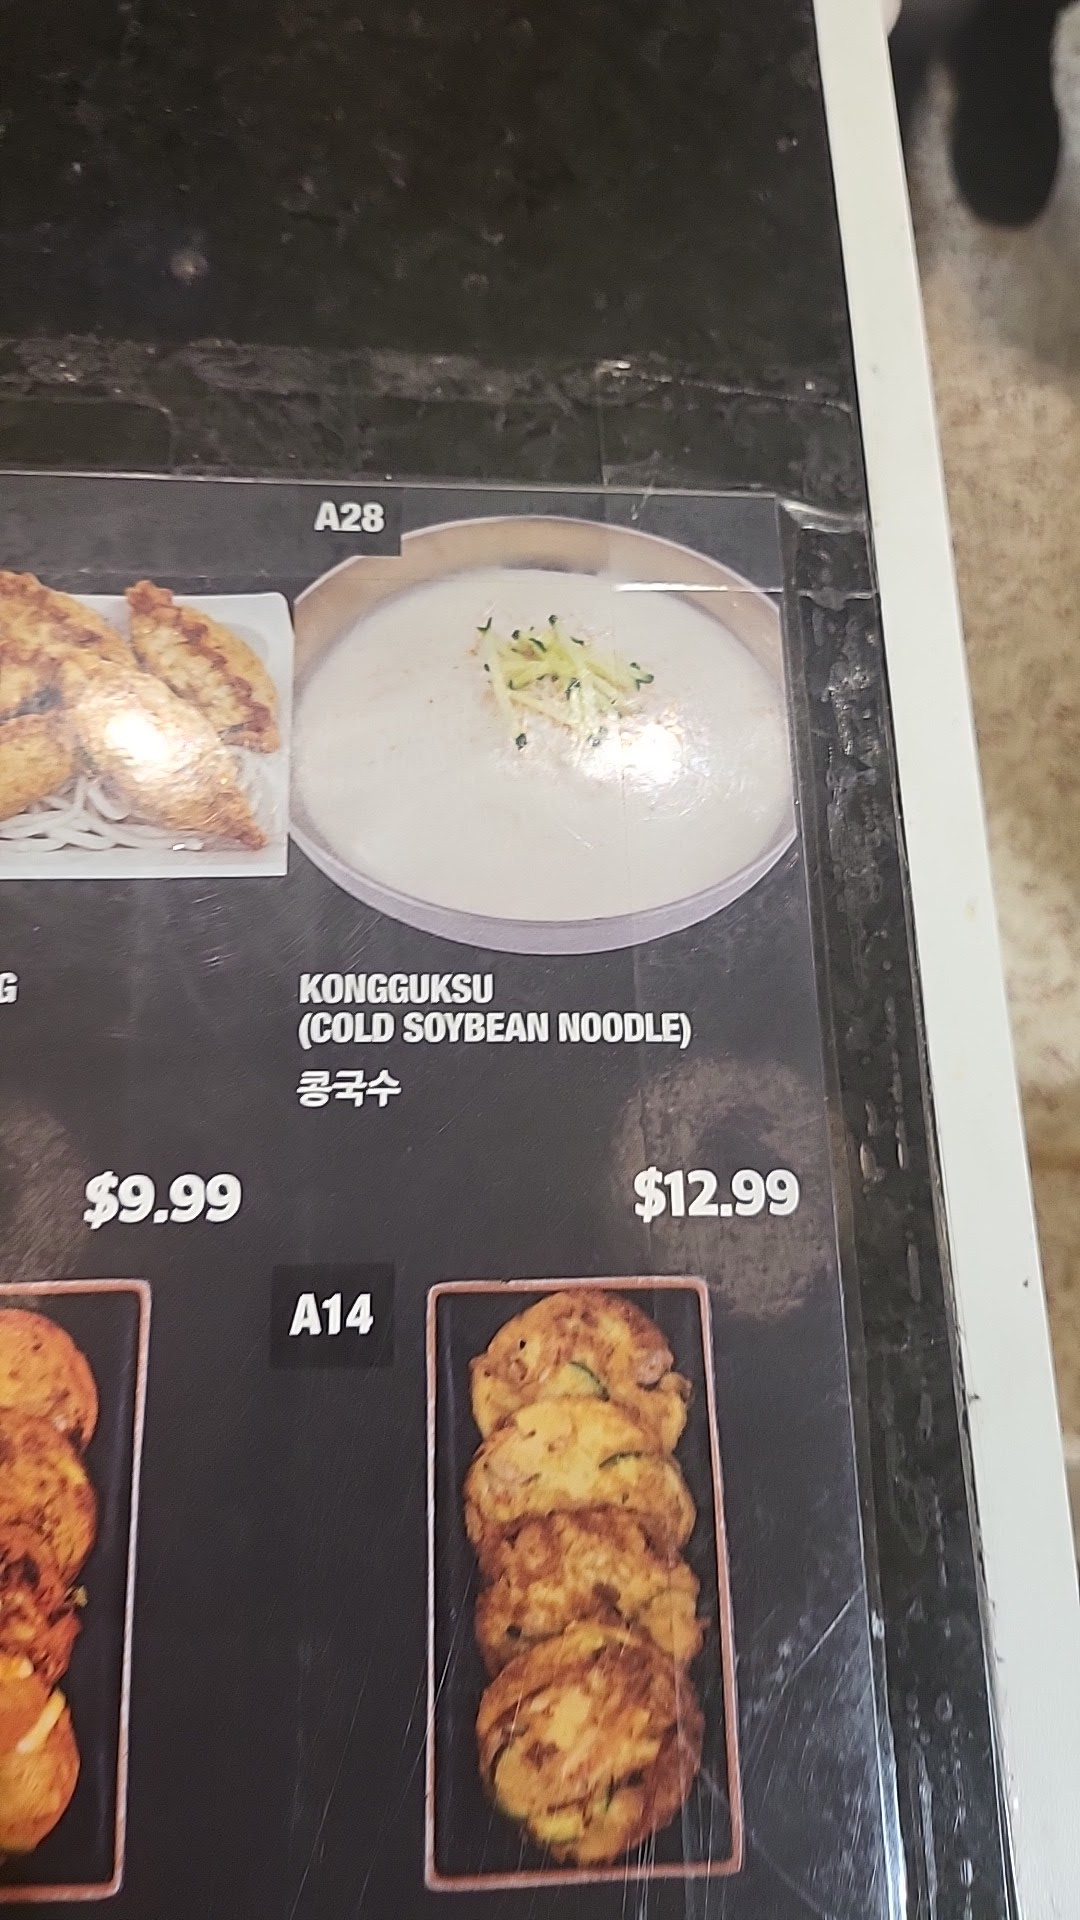 A28
G
KONGGUKSU
(COLD SOYBEAN NOODLE)
콩국수
$9.99
$12.99
A14